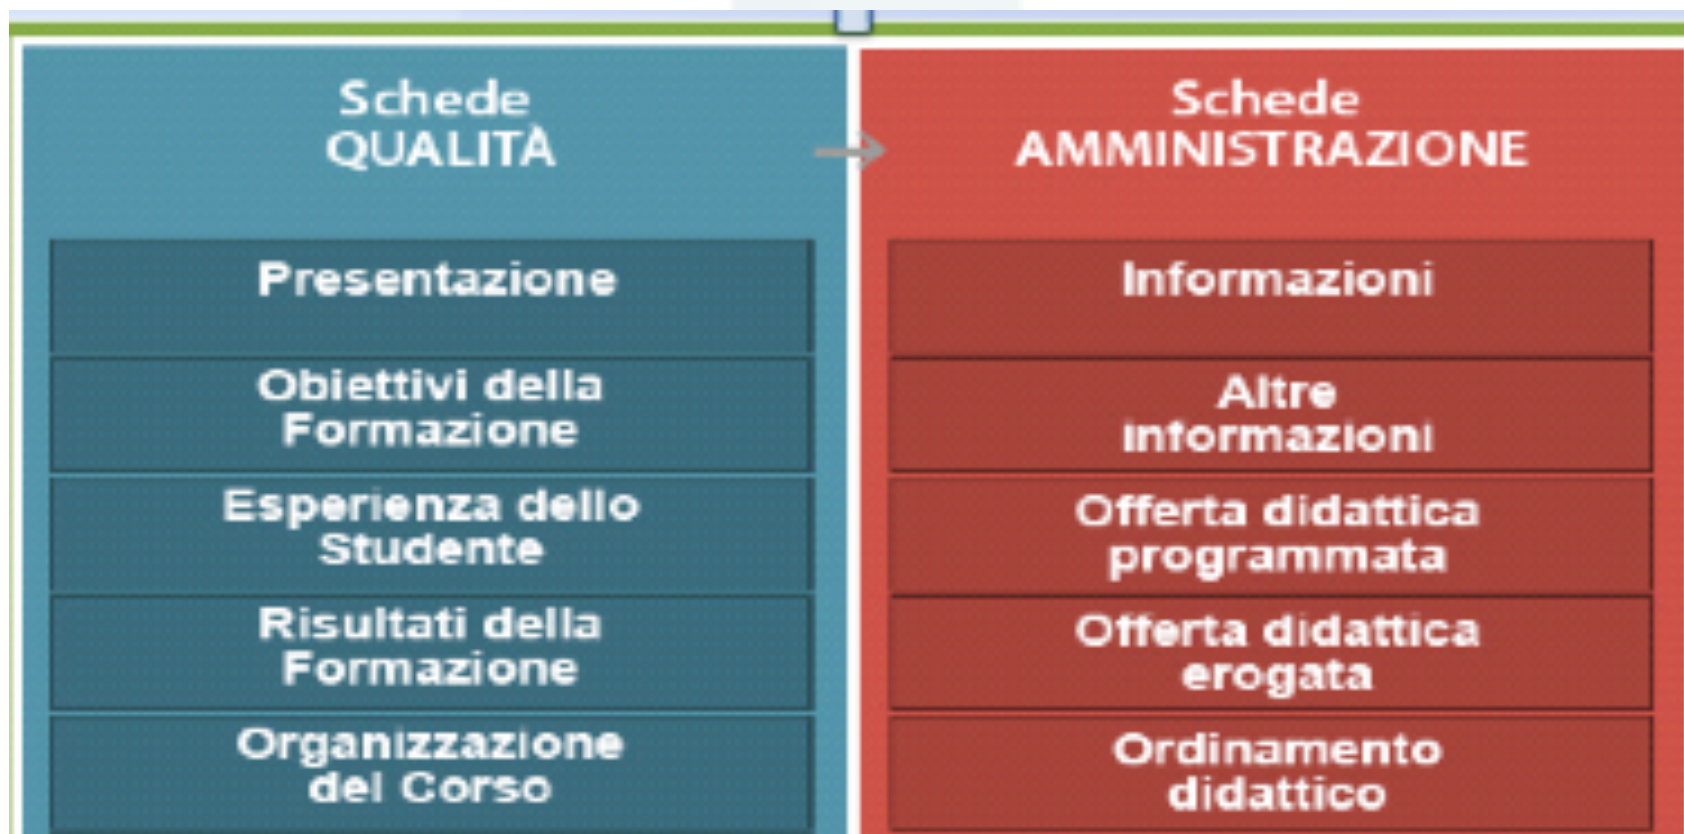 Schede
QUALITÀ
Presentazione
Obiettivi della
Formazione
Esperienza dello
Studente
Risultati della
Formazione
Organizzazione
del Corso
Schede
AMMINISTRAZIONE
Informazioni
Altre
informazioni
Offerta didattica
programmata
Offerta didattica
erogata
Ordinamento
didattico